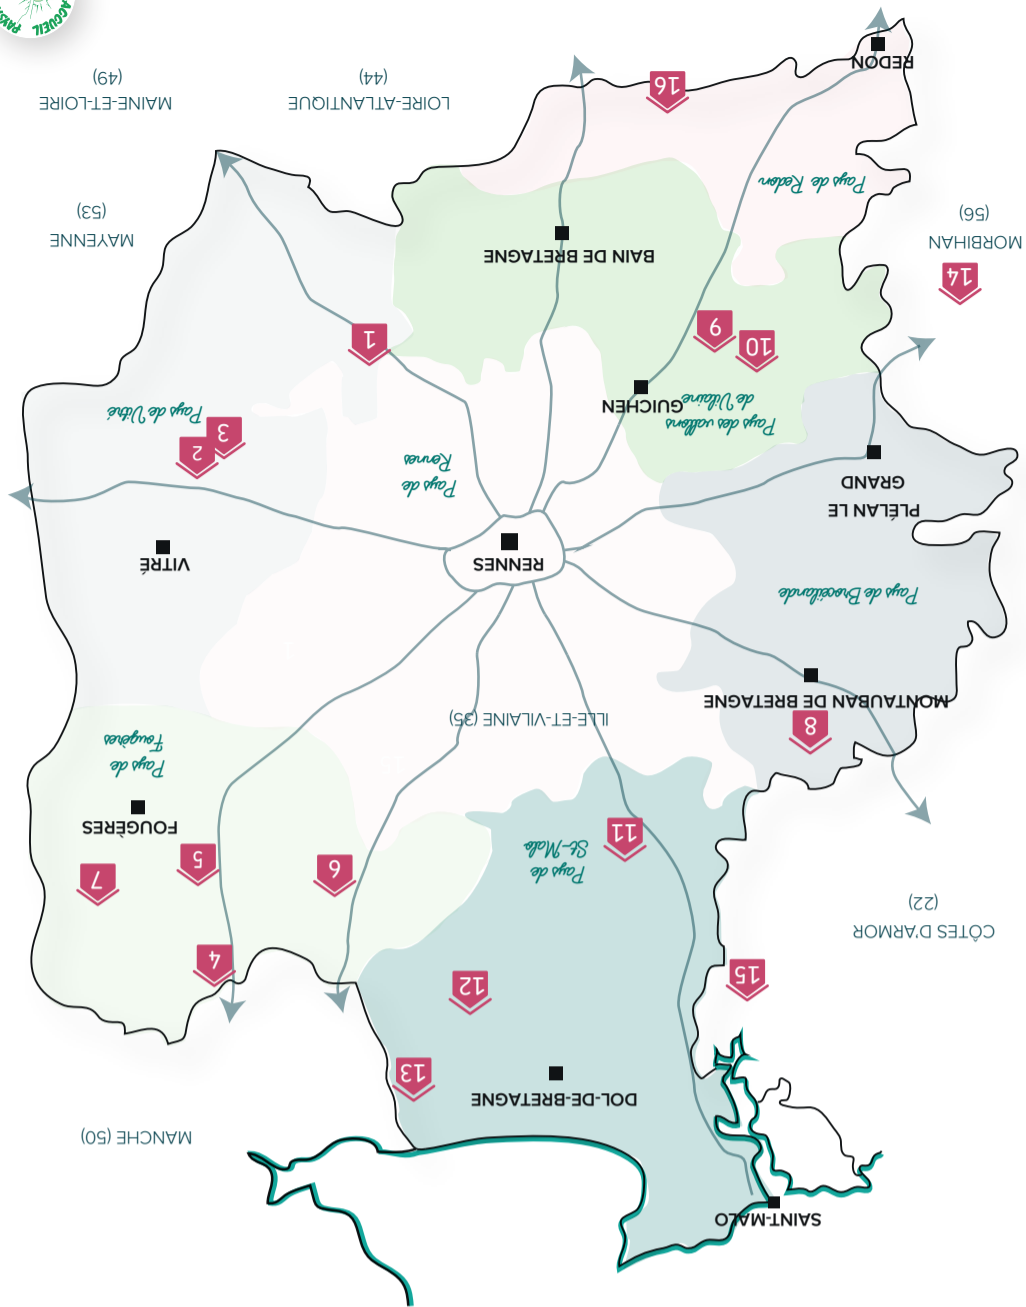 SAINT-MALO
MANCHE (50)
DOL-DE-BRETAGNE
13
15
12
4
CÔTES D'ARMOR
(22)
7
6
5
Pays de
St-Malo
11
FOUGÈRES
Pays de
Fougères
8
MONTAUBAN DE BRETAGNE
ILLE-ET-VILAINE (35)
Pays de Brocéliande
RENNES
VITRÉ
PLÉLAN LE
GRAND
Pays de
Rennes
2
3
Pays des vallons
de Vilaine
GUICHEN
Pays de Vitré
10
9
1
14
MORBIHAN
(56)
BAIN DE BRETAGNE
MAYENNE
(53)
Pays de Redon
16
REDON
LOIRE-ATLANTIQUE
(44)
MAINE-ET-LOIRE
(49)
ACCUEIL